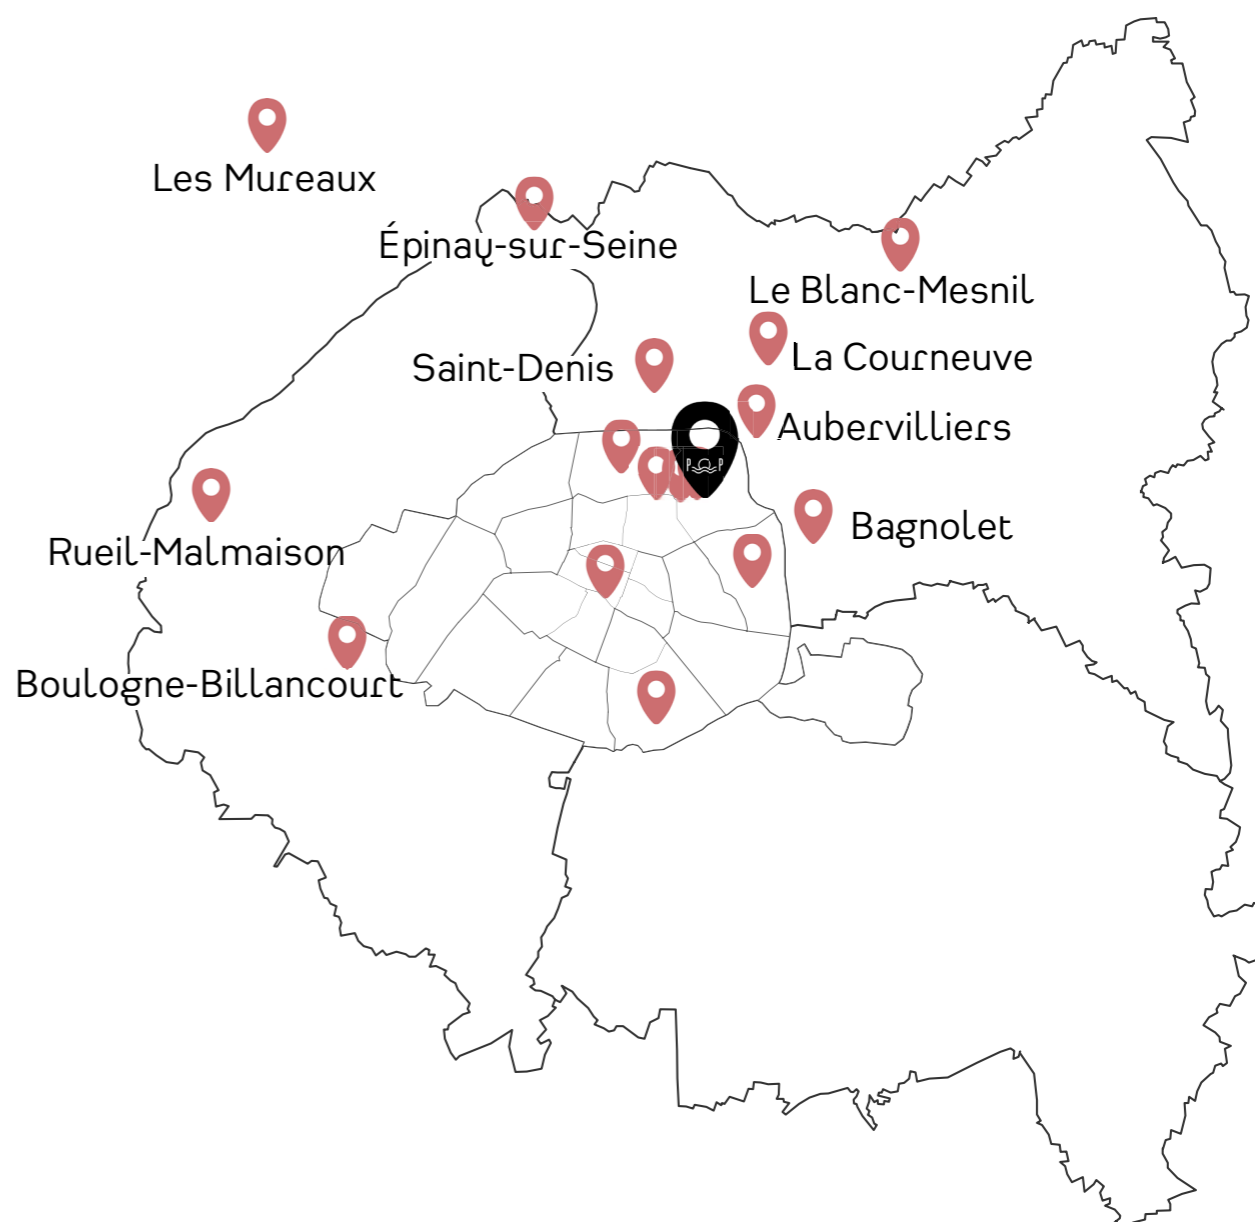 Les Mureaux
Épinay-sur-Seine
Le Blanc-Mesnil
Saint-Denis
La Courneuve
Aubervilliers
P P
Bagnolet
Rueil-Malmaison
Boulogne-Billancourt